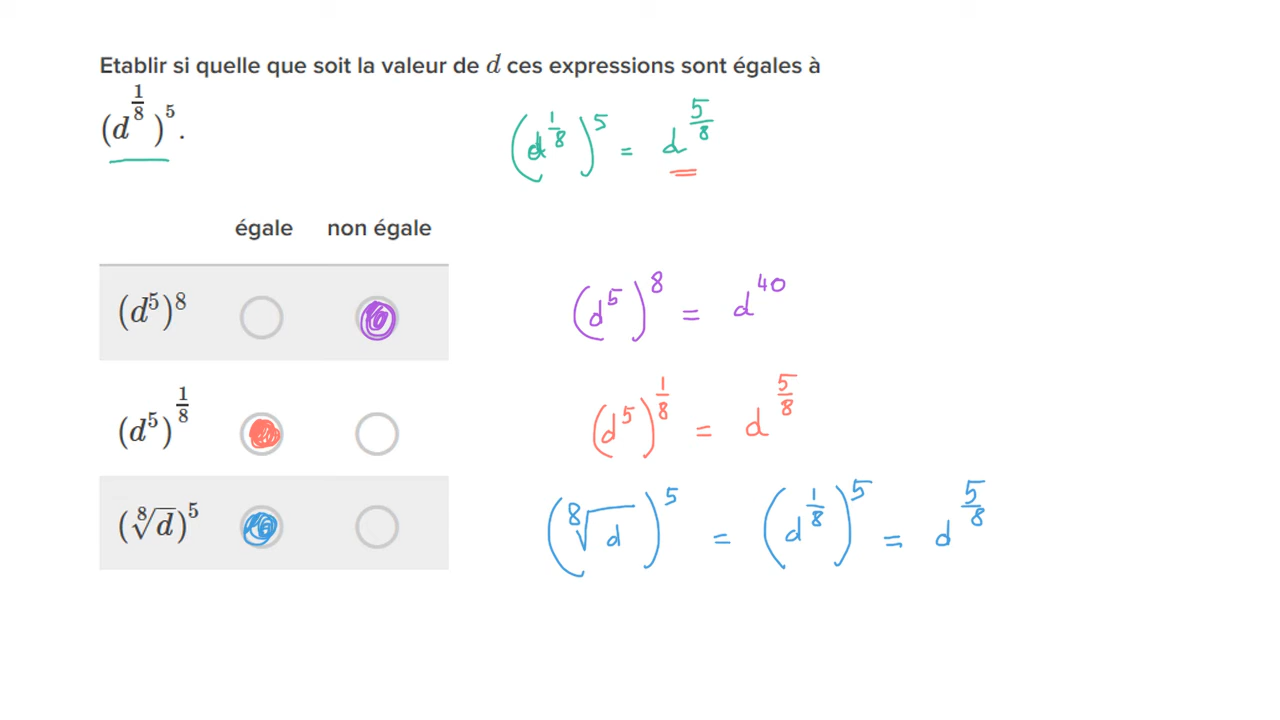 Etablir si quelle que soit la valeur de d ces expressions sont égales à
(d^{1/8})^5.
(d^{1/8})^5 = d^{5/8}
égale non égale
(d^5)^8
(d^5)^8 = d^{40}
(d^5)^{1/8}
(d^5)^{1/8} = d^{5/8}
(⁸√d)^5
(⁸√d)^5 = (d^{1/8})^5 = d^{5/8}